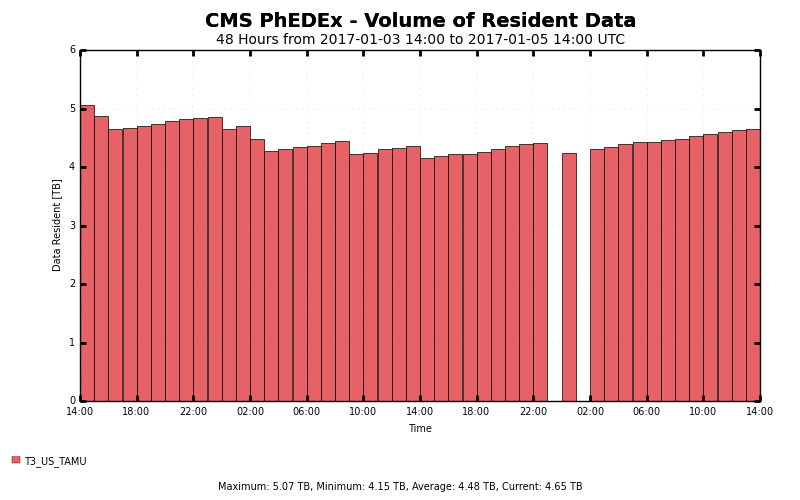 CMS PhEDEx - Volume of Resident Data
48 Hours from 2017-01-03 14:00 to 2017-01-05 14:00 UTC
6
5
4
3
2
1
0
Data Resident [TB]
14:00 18:00 22:00 02:00 06:00 10:00 14:00 18:00 22:00 02:00 06:00 10:00 14:00
Time
T3_US_TAMU
Maximum: 5.07 TB, Minimum: 4.15 TB, Average: 4.48 TB, Current: 4.65 TB